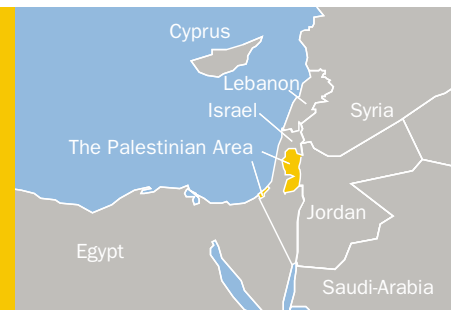 Cyprus
Lebanon
Israel
Syria
The Palestinian Area
Jordan
Egypt
Saudi-Arabia